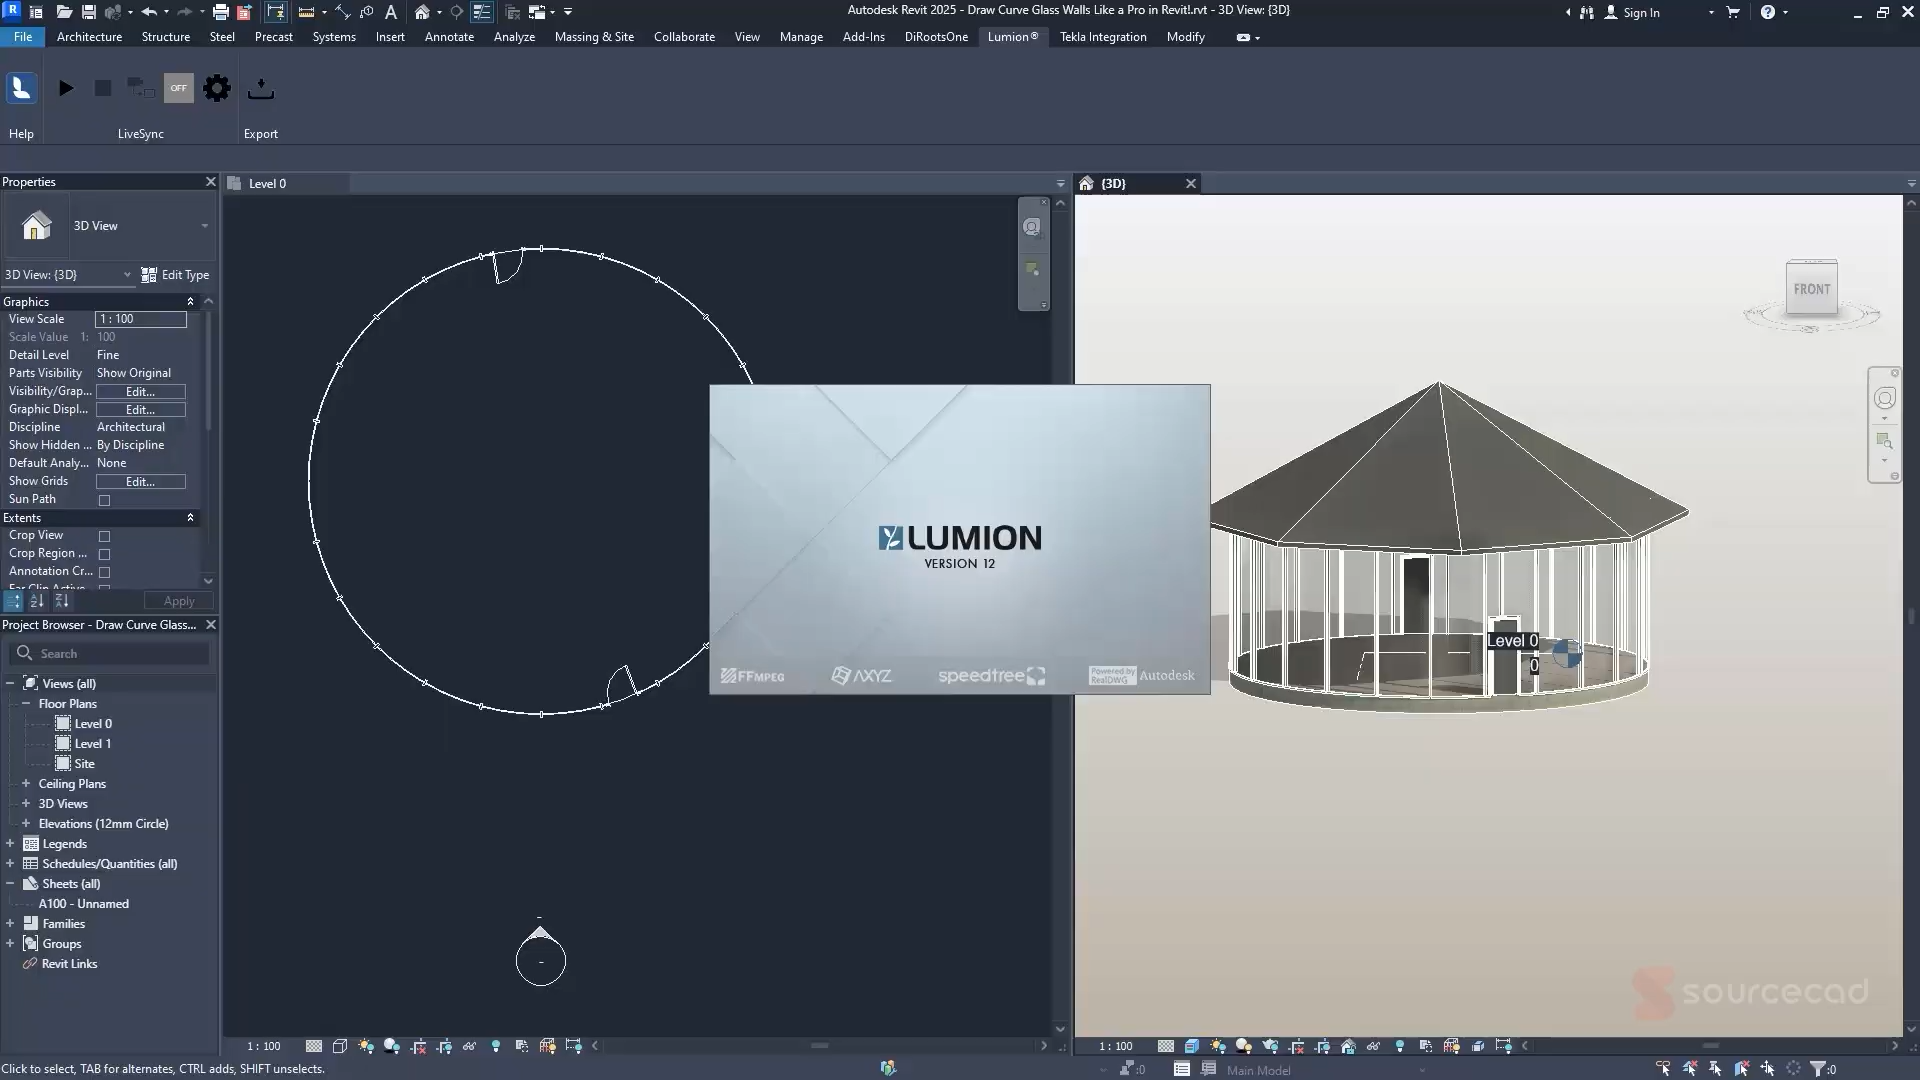 Autodesk Revit 2025 - Draw Curve Glass Walls Like a Pro in Revit!.rvt - 3D View: {3D}
Sign In
File Architecture Structure Steel Precast Systems Insert Annotate Analyze Massing & Site Collaborate View Manage Add-Ins DiRootsOne Lumion® Tekla Integration Modify
OFF
Help LiveSync Export
Properties
Level 0
{3D}
3D View
3D View: {3D} Edit Type
Graphics
View Scale 1 : 100
Scale Value 1: 100
Detail Level Fine
Parts Visibility Show Original
Visibility/Grap... Edit...
Graphic Displ... Edit...
Discipline Architectural
Show Hidden ... By Discipline
Default Analy... None
Show Grids Edit...
Sun Path
Extents
Crop View
Crop Region ...
Annotation Cr...
Far Clip Active
Apply
Project Browser - Draw Curve Glass...
Search
Views (all)
Floor Plans
Level 0
Level 1
Site
Ceiling Plans
3D Views
Elevations (12mm Circle)
Legends
Schedules/Quantities (all)
Sheets (all)
A100 - Unnamed
Families
Groups
Revit Links
LUMION
VERSION 12
FFMPEG AXYZ speedtree Powered by RealDWG Autodesk
FRONT
Level 0
0
sourcecad
1 : 100
1 : 100
Click to select, TAB for alternates, CTRL adds, SHIFT unselects.
:0
Main Model
:0